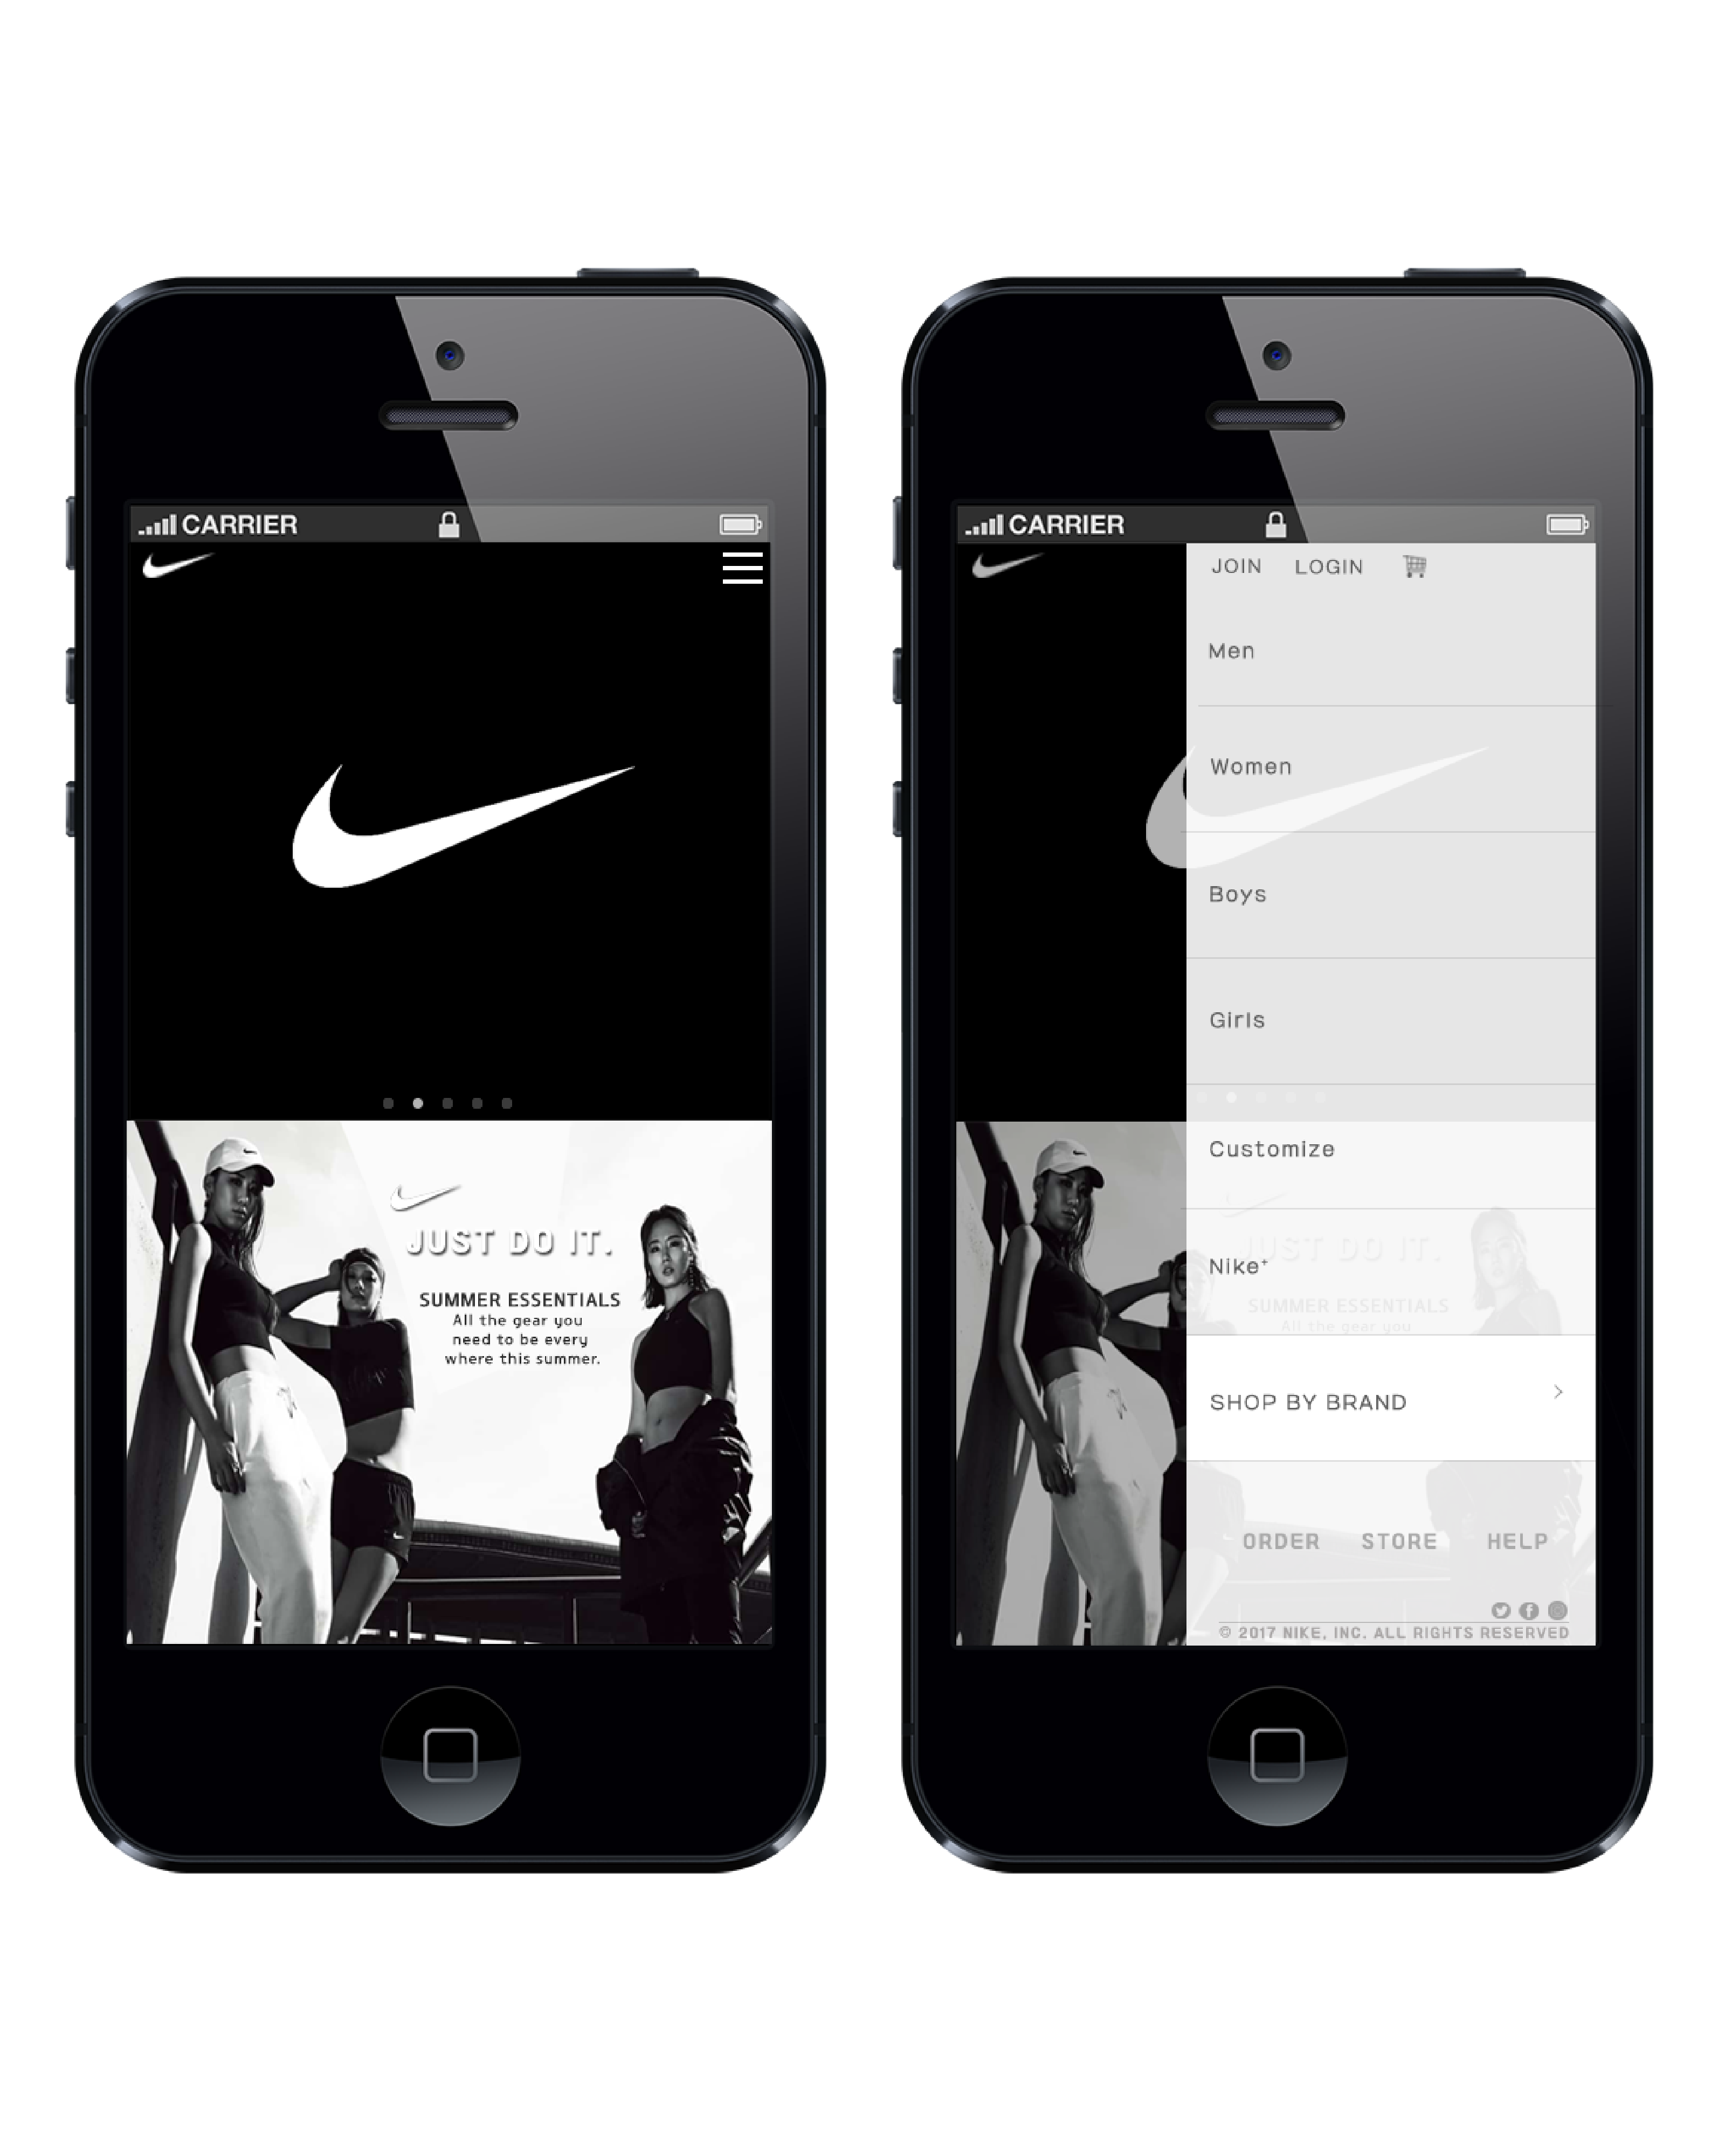 CARRIER
JUST DO IT.
SUMMER ESSENTIALS
All the gear you
need to be every
where this summer.
CARRIER
JOIN LOGIN
Men
Women
Boys
Girls
Customize
JUST DO IT.
Nike+
SUMMER ESSENTIALS
All the gear you
SHOP BY BRAND
ORDER STORE HELP
© 2017 NIKE, INC. ALL RIGHTS RESERVED